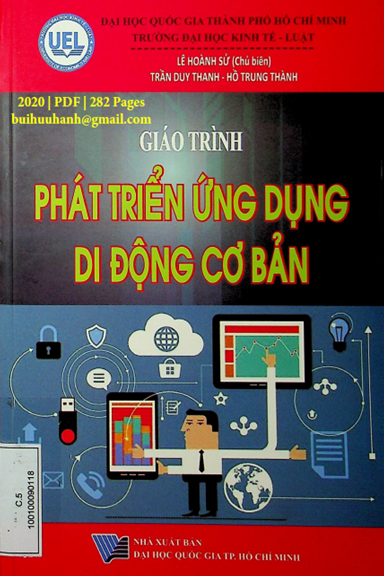 ĐẠI HỌC QUỐC GIA THÀNH PHỐ HỒ CHÍ MINH
TRƯỜNG ĐẠI HỌC KINH TẾ - LUẬT
UEL
LÊ HOÀNH SỬ (Chủ biên)
TRẦN DUY THANH - HỒ TRUNG THÀNH
2020 | PDF | 282 Pages
buihuuhanh@gmail.com
GIÁO TRÌNH
PHÁT TRIỂN ỨNG DỤNG
DI ĐỘNG CƠ BẢN
C.5
100100090118
NHÀ XUẤT BẢN
ĐẠI HỌC QUỐC GIA TP. HỒ CHÍ MINH